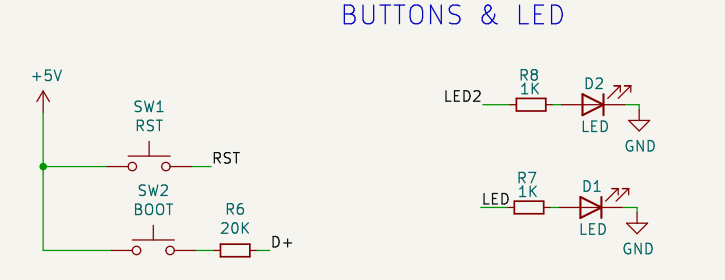 BUTTONS & LED
+5V
SW1
RST
RST
SW2
BOOT
R6
20K
D+
LED2
R8
1K
D2
LED
GND
LED
R7
1K
D1
LED
GND